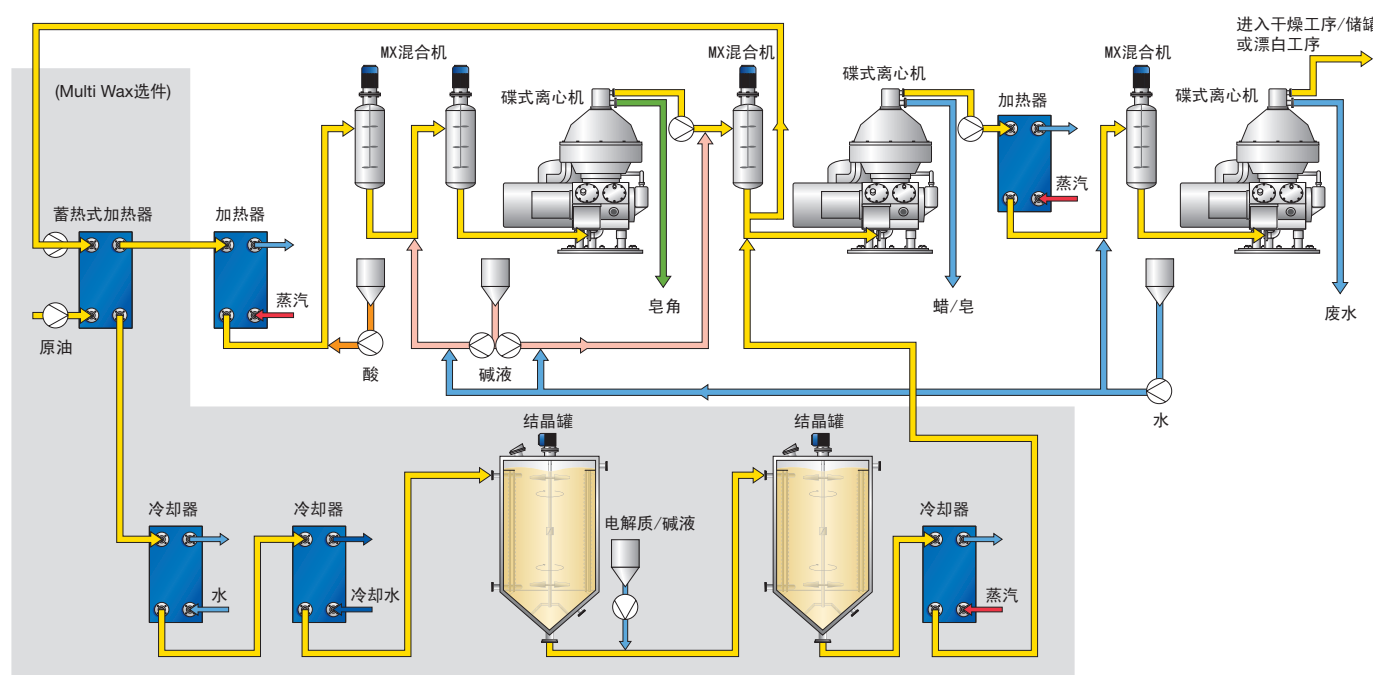 进入干燥工序/储罐
或漂白工序
MX混合机
MX混合机
MX混合机
碟式离心机
碟式离心机
碟式离心机
加热器
(Multi Wax选件)
蒸汽
蓄热式加热器
加热器
蒸汽
原油
酸
碱液
皂角
蜡/皂
废水
水
结晶罐
结晶罐
冷却器
冷却器
电解质/碱液
冷却器
水
冷却水
蒸汽